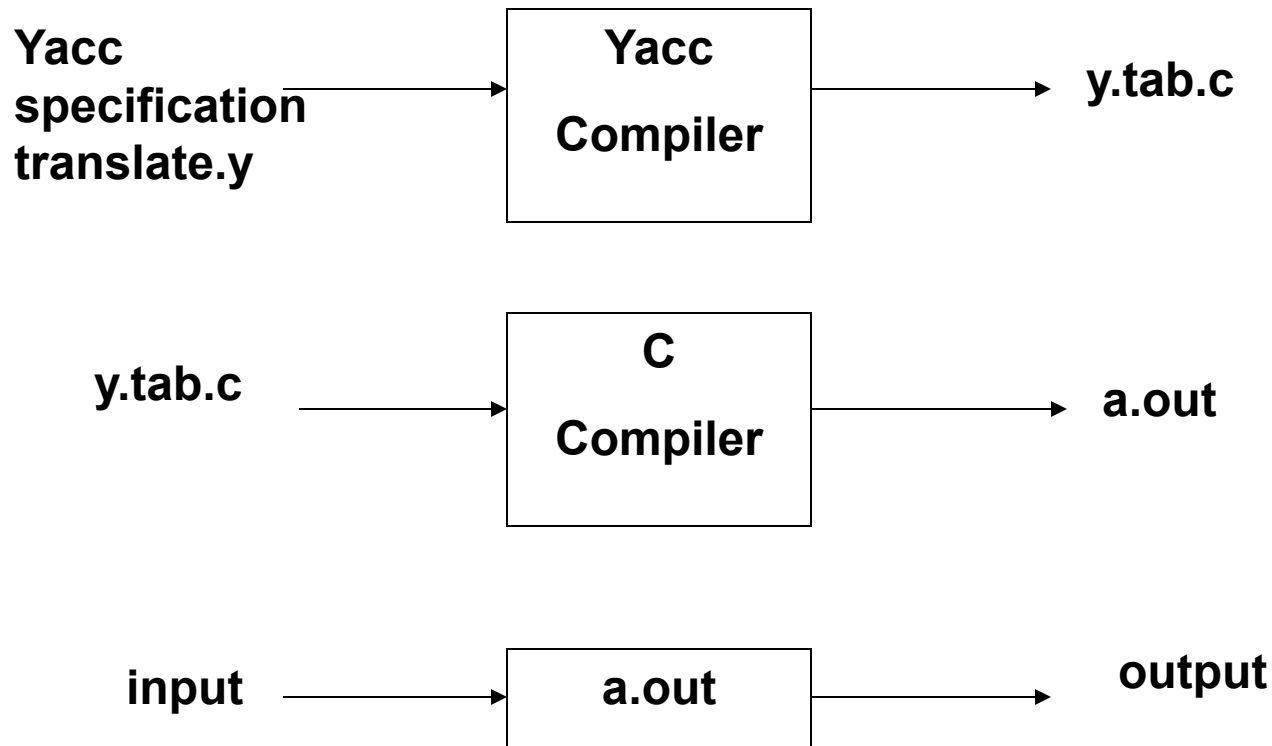 Yacc
specification
translate.y
Yacc
Compiler
y.tab.c
y.tab.c
C
Compiler
a.out
input
a.out
output